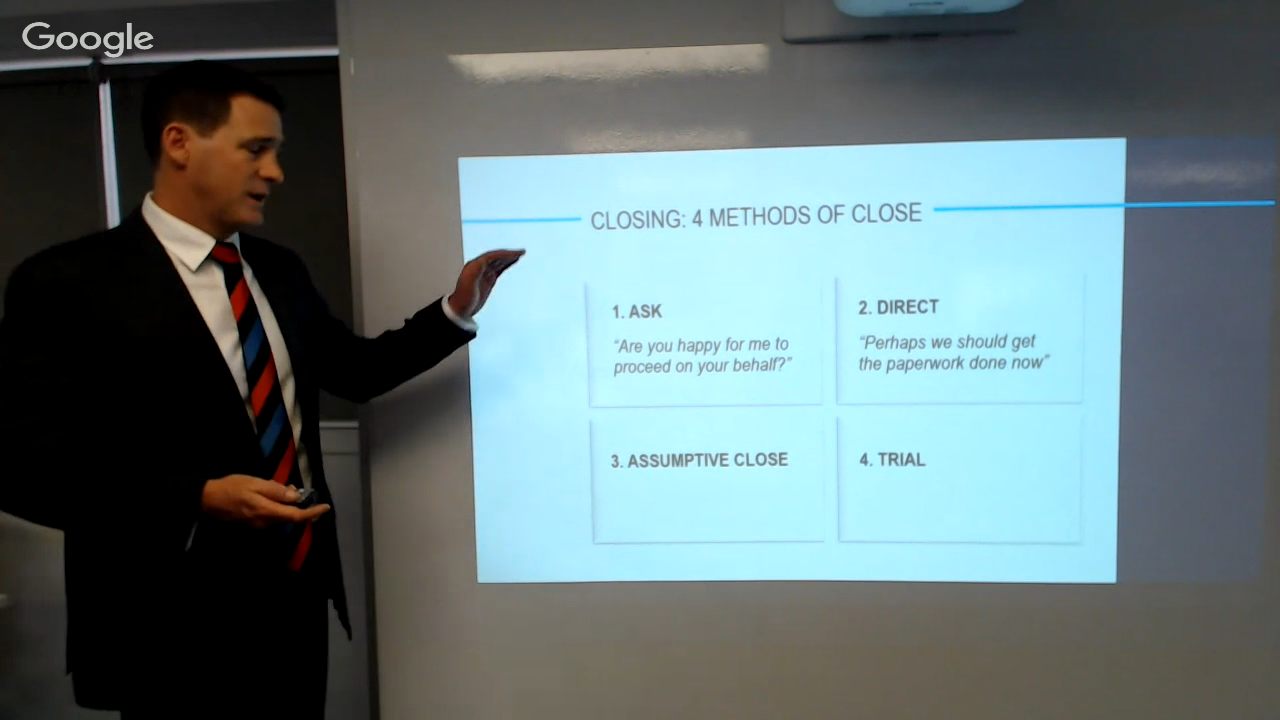 Google
CLOSING: 4 METHODS OF CLOSE
1. ASK
“Are you happy for me to
proceed on your behalf?”
2. DIRECT
“Perhaps we should get
the paperwork done now”
3. ASSUMPTIVE CLOSE
4. TRIAL